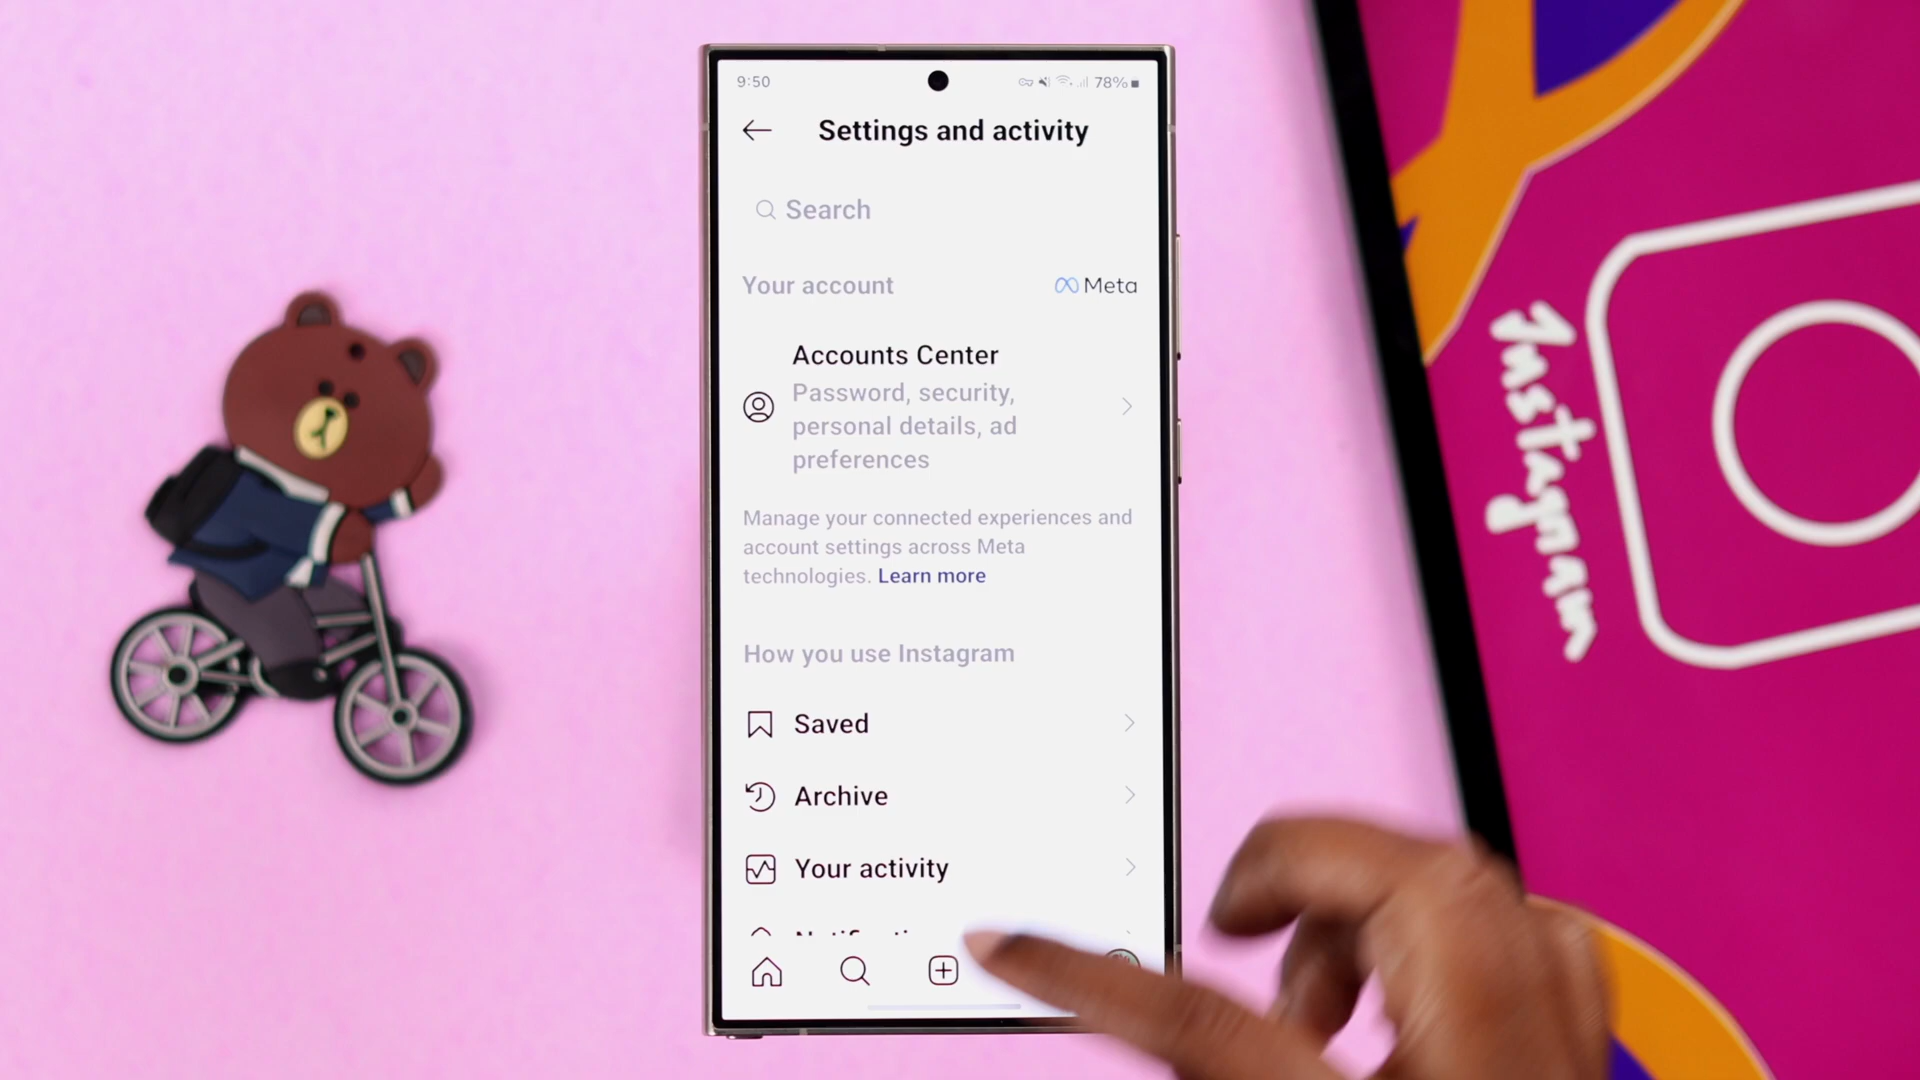 9:50
78%
Settings and activity
Search
Your account
Meta
Accounts Center
Password, security,
personal details, ad
preferences
Manage your connected experiences and
account settings across Meta
technologies. Learn more
How you use Instagram
Saved
Archive
Your activity
Instagram